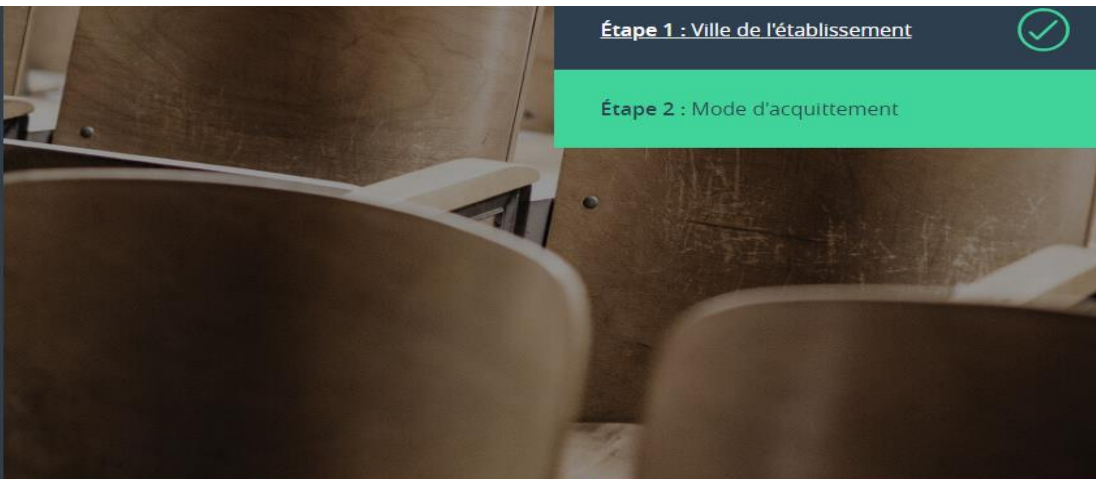 Étape 1 : Ville de l'établissement
Étape 2 : Mode d'acquittement